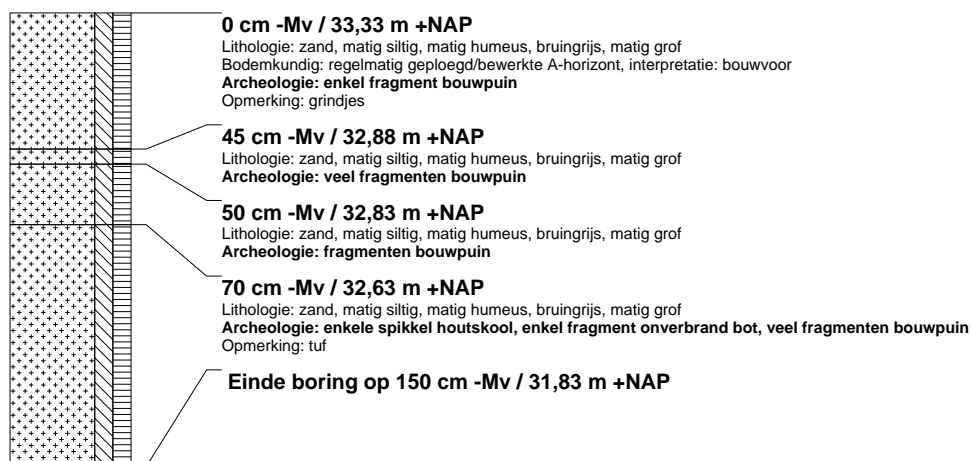 0 cm -Mv / 33,33 m +NAP
Lithologie: zand, matig siltig, matig humeus, bruingrijs, matig grof
Bodemkundig: regelmatig geploegd/bewerkte A-horizont, interpretatie: bouwvoor
Archeologie: enkel fragment bouwpuin
Opmerking: grindjes
45 cm -Mv / 32,88 m +NAP
Lithologie: zand, matig siltig, matig humeus, bruingrijs, matig grof
Archeologie: veel fragmenten bouwpuin
50 cm -Mv / 32,83 m +NAP
Lithologie: zand, matig siltig, matig humeus, bruingrijs, matig grof
Archeologie: fragmenten bouwpuin
70 cm -Mv / 32,63 m +NAP
Lithologie: zand, matig siltig, matig humeus, bruingrijs, matig grof
Archeologie: enkele spikkel houtskool, enkel fragment onverbrand bot, veel fragmenten bouwpuin
Opmerking: tuf
Einde boring op 150 cm -Mv / 31,83 m +NAP